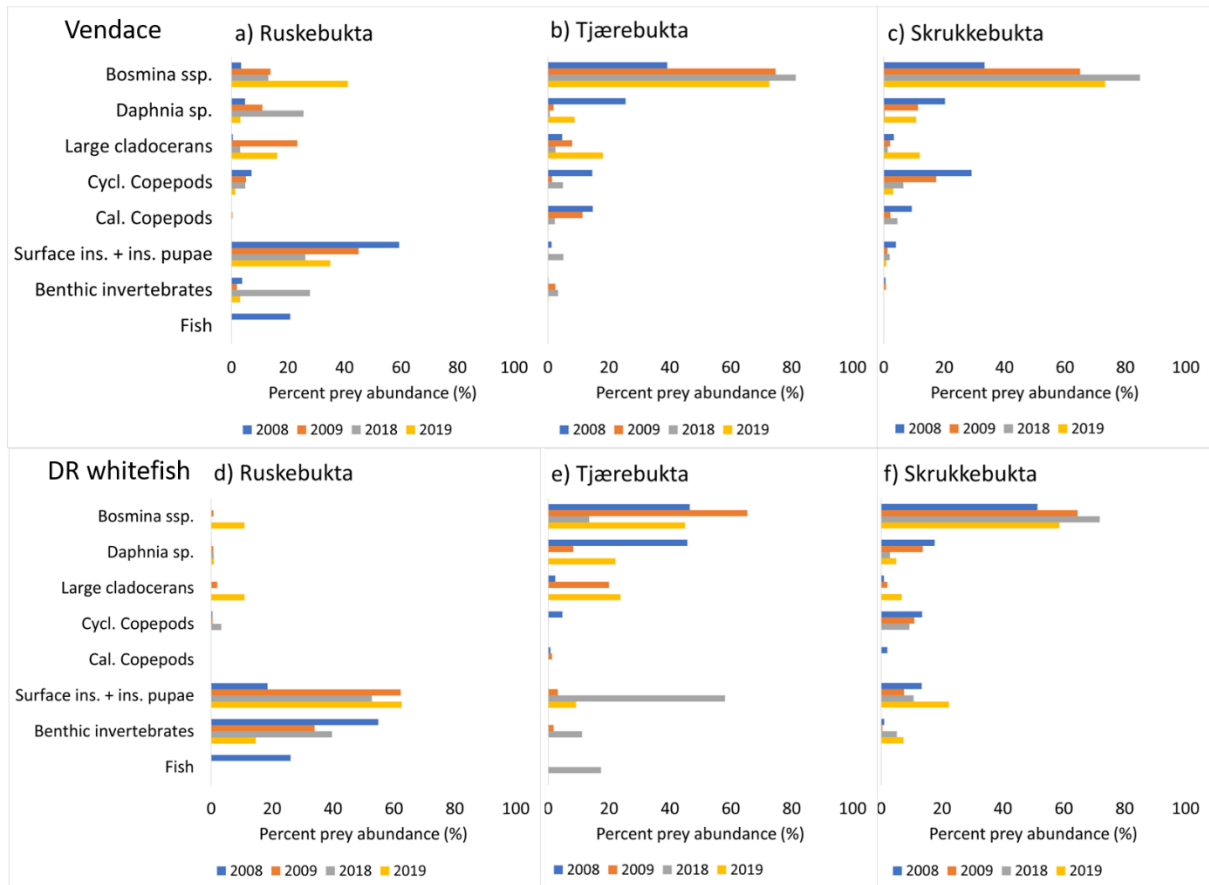 Vendace
a) Ruskebukta
b) Tjærebukta
c) Skrukkebukta
Bosmina ssp.
Daphnia sp.
Large cladocerans
Cycl. Copepods
Cal. Copepods
Surface ins. + ins. pupae
Benthic invertebrates
Fish
0 20 40 60 80 100
0 20 40 60 80 100
0 20 40 60 80 100
Percent prey abundance (%)
Percent prey abundance (%)
Percent prey abundance (%)
2008 2009 2018 2019
2008 2009 2018 2019
2008 2009 2018 2019
DR whitefish
d) Ruskebukta
e) Tjærebukta
f) Skrukkebukta
Bosmina ssp.
Daphnia sp.
Large cladocerans
Cycl. Copepods
Cal. Copepods
Surface ins. + ins. pupae
Benthic invertebrates
Fish
0 20 40 60 80 100
0 20 40 60 80 100
0 20 40 60 80 100
Percent prey abundance (%)
Percent prey abundance (%)
Percent prey abundance (%)
2008 2009 2018 2019
2008 2009 2018 2019
2008 2009 2018 2019